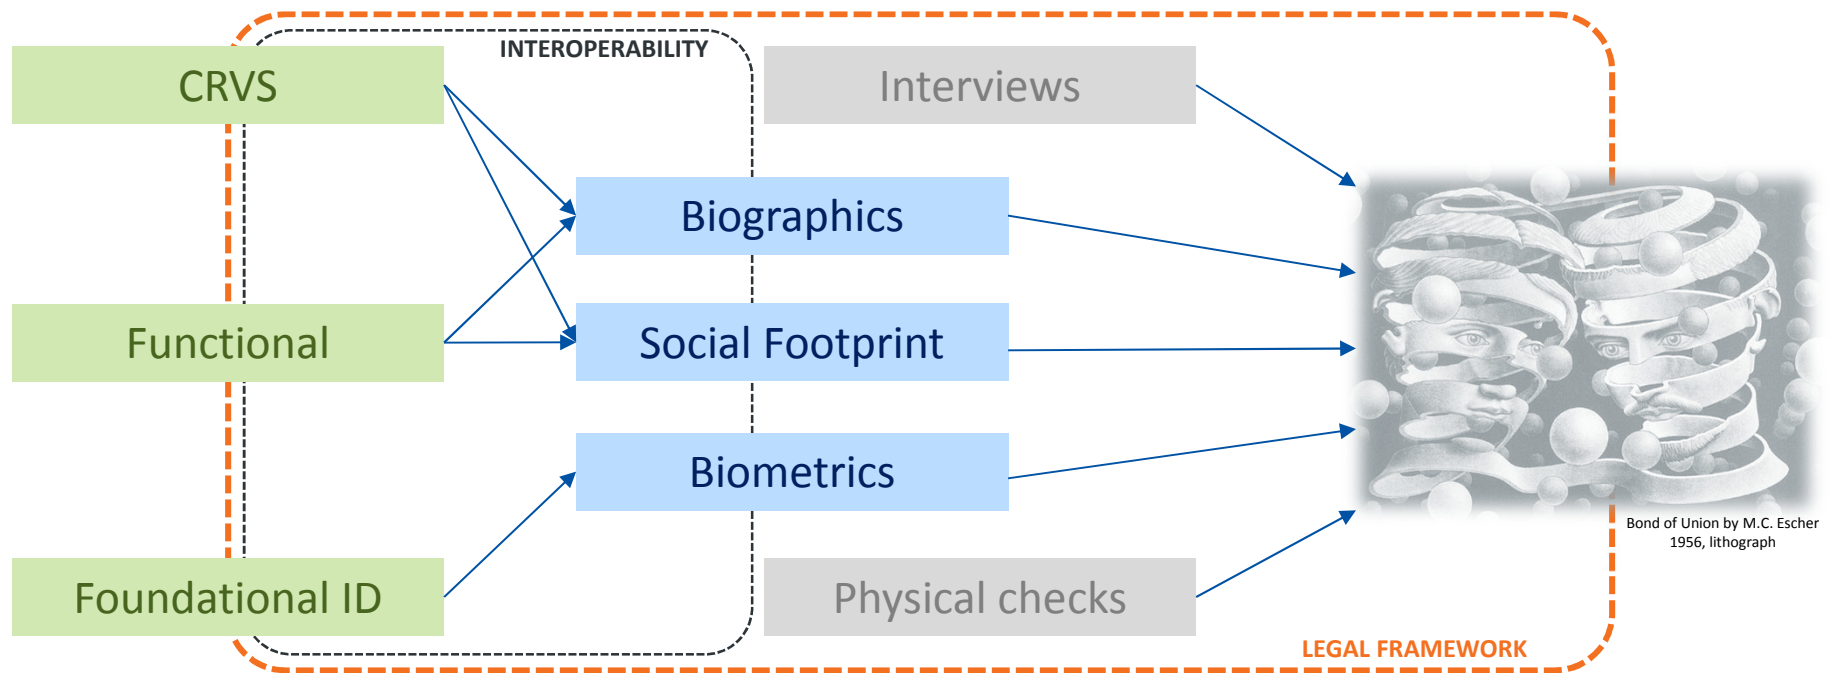 INTEROPERABILITY
CRVS
Interviews
Biographics
Functional
Social Footprint
Biometrics
Bond of Union by M.C. Escher
1956, lithograph
Foundational ID
Physical checks
LEGAL FRAMEWORK